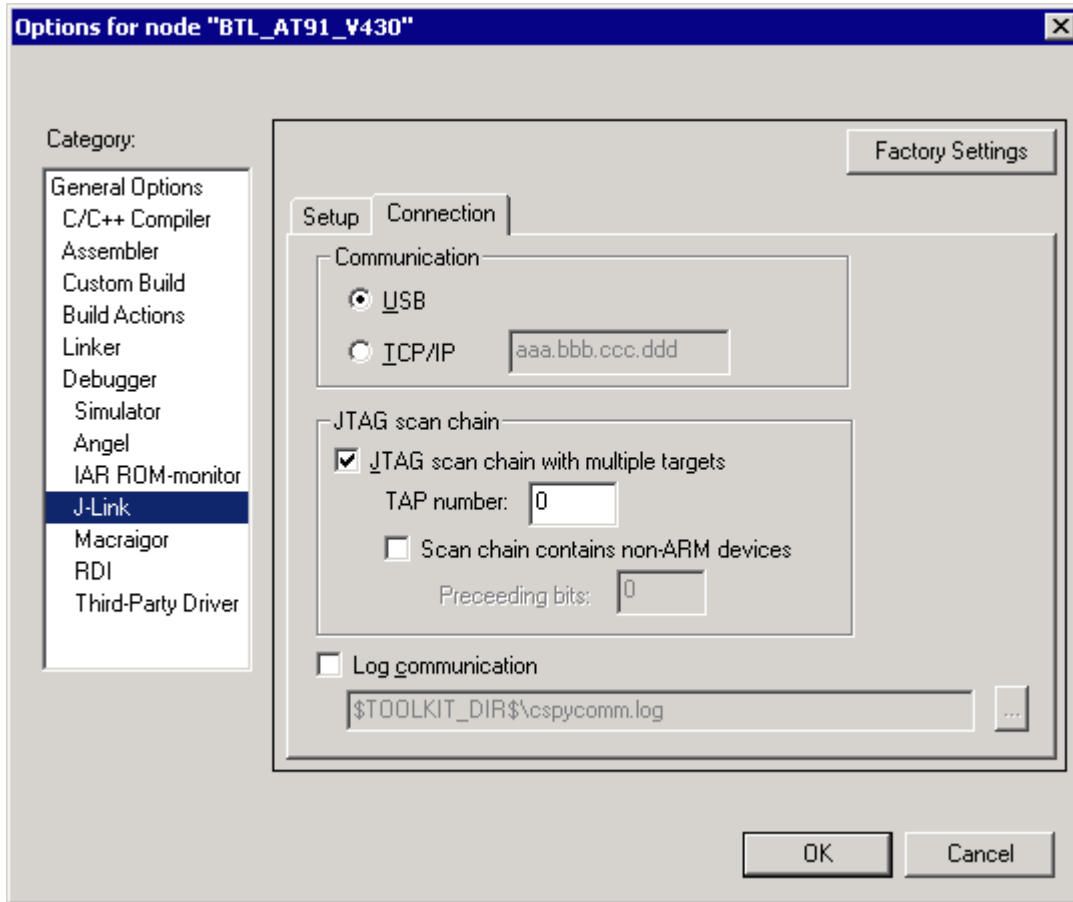 Options for node "BTL_AT91_V430"
Category:
General Options
C/C++ Compiler
Assembler
Custom Build
Build Actions
Linker
Debugger
Simulator
Angel
IAR ROM-monitor
J-Link
Macraigor
RDI
Third-Party Driver
Factory Settings
Setup Connection
Communication
USB
TCP/IP aaa.bbb.ccc.ddd
JTAG scan chain
JTAG scan chain with multiple targets
TAP number: 0
Scan chain contains non-ARM devices
Preceeding bits: 0
Log communication
$TOOLKIT_DIR$\cspycomm.log ...
OK Cancel